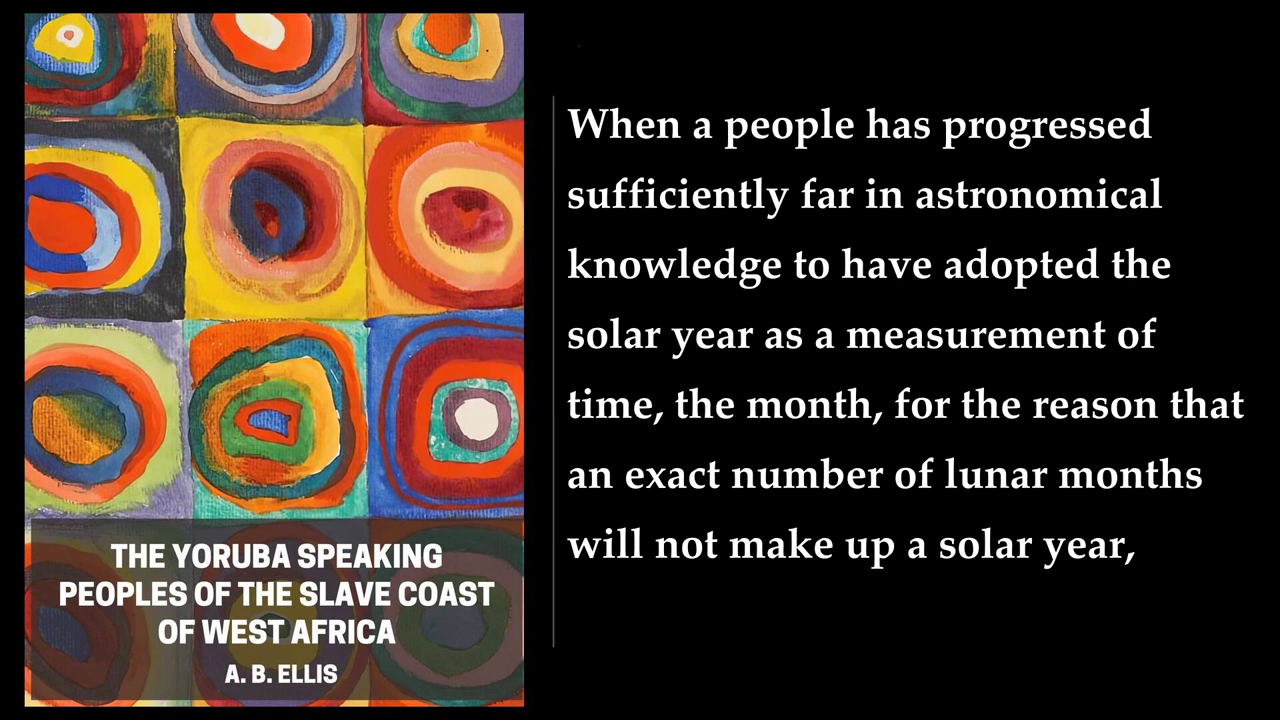 THE YORUBA SPEAKING
PEOPLES OF THE SLAVE COAST
OF WEST AFRICA
A. B. ELLIS
When a people has progressed
sufficiently far in astronomical
knowledge to have adopted the
solar year as a measurement of
time, the month, for the reason that
an exact number of lunar months
will not make up a solar year,